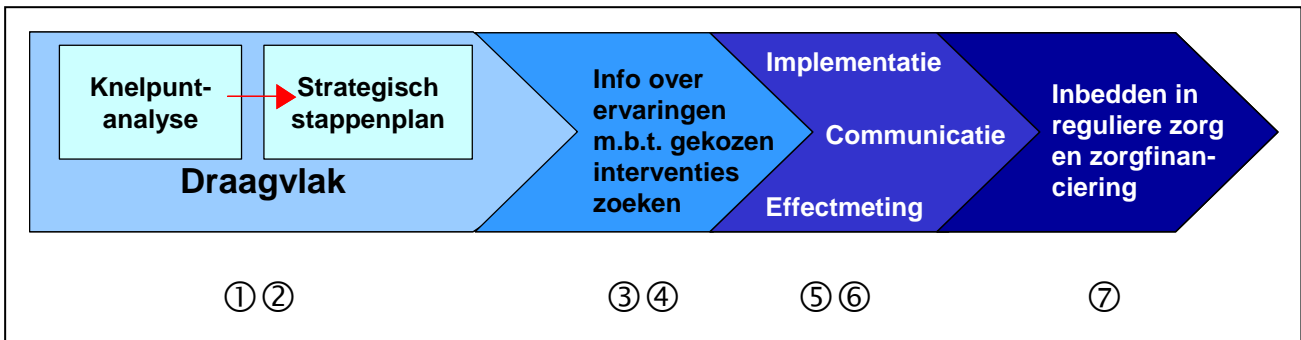 Knelpunt-
analyse
Strategisch
stappenplan
Draagvlak
Info over
ervaringen
m.b.t. gekozen
interventies
zoeken
Implementatie
Communicatie
Effectmeting
Inbedden in
reguliere zorg
en zorgfinan-
ciering
①② ③④ ⑤⑥ ⑦